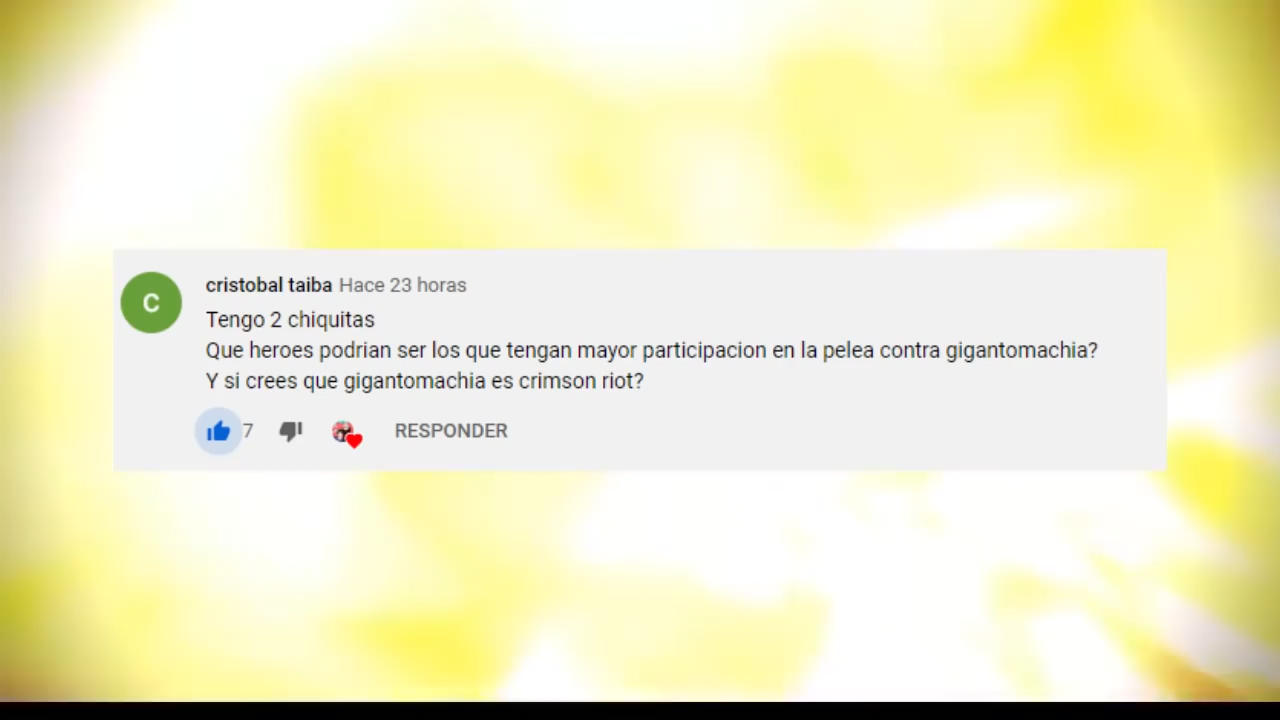 C
cristobal taiba Hace 23 horas
Tengo 2 chiquitas
Que heroes podrian ser los que tengan mayor participacion en la pelea contra gigantomachia?
Y si crees que gigantomachia es crimson riot?
7 RESPONDER